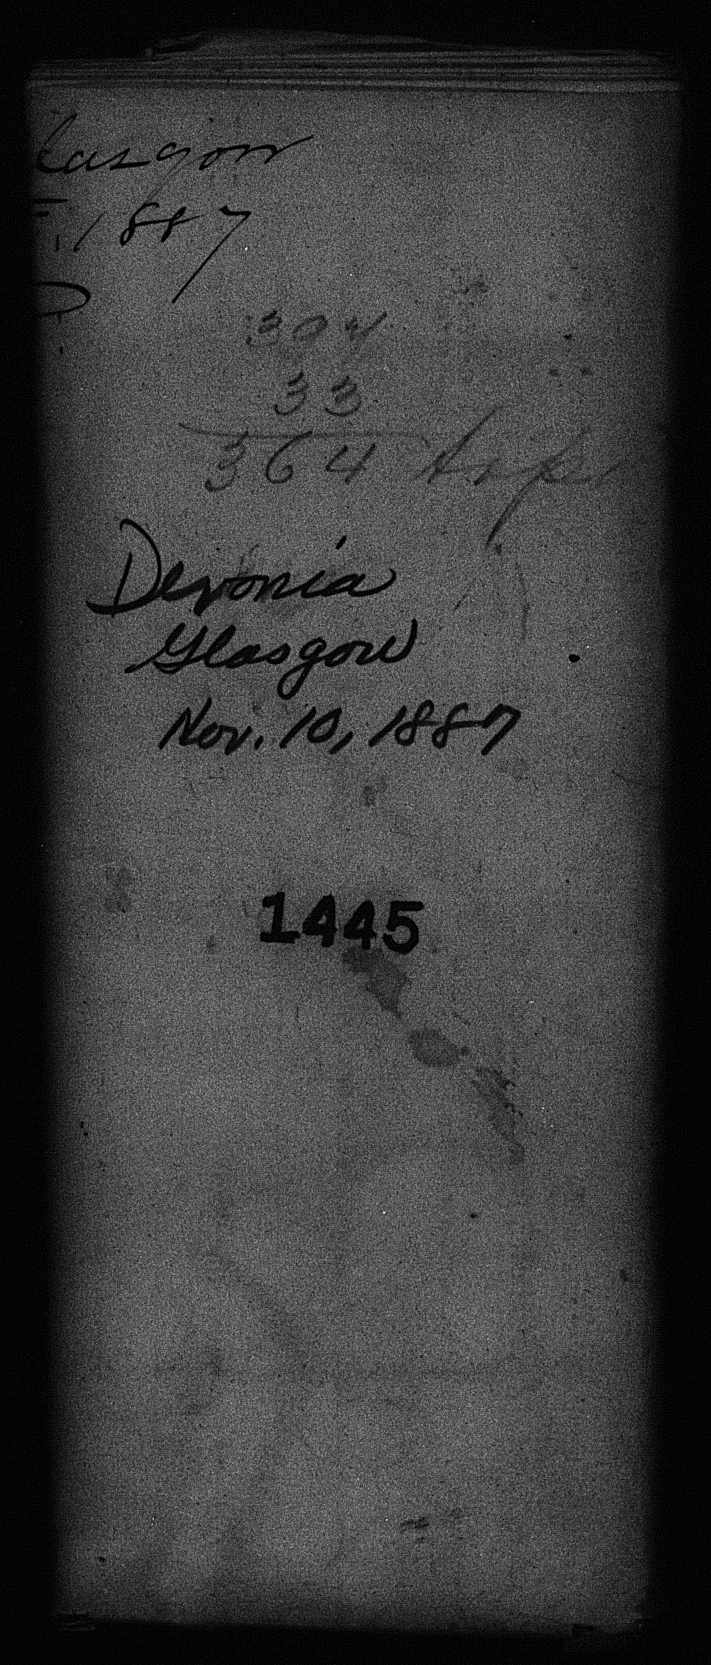 lasgow
1887
304
33
364
Devonia
Glasgow
Nov. 10, 1887
1445